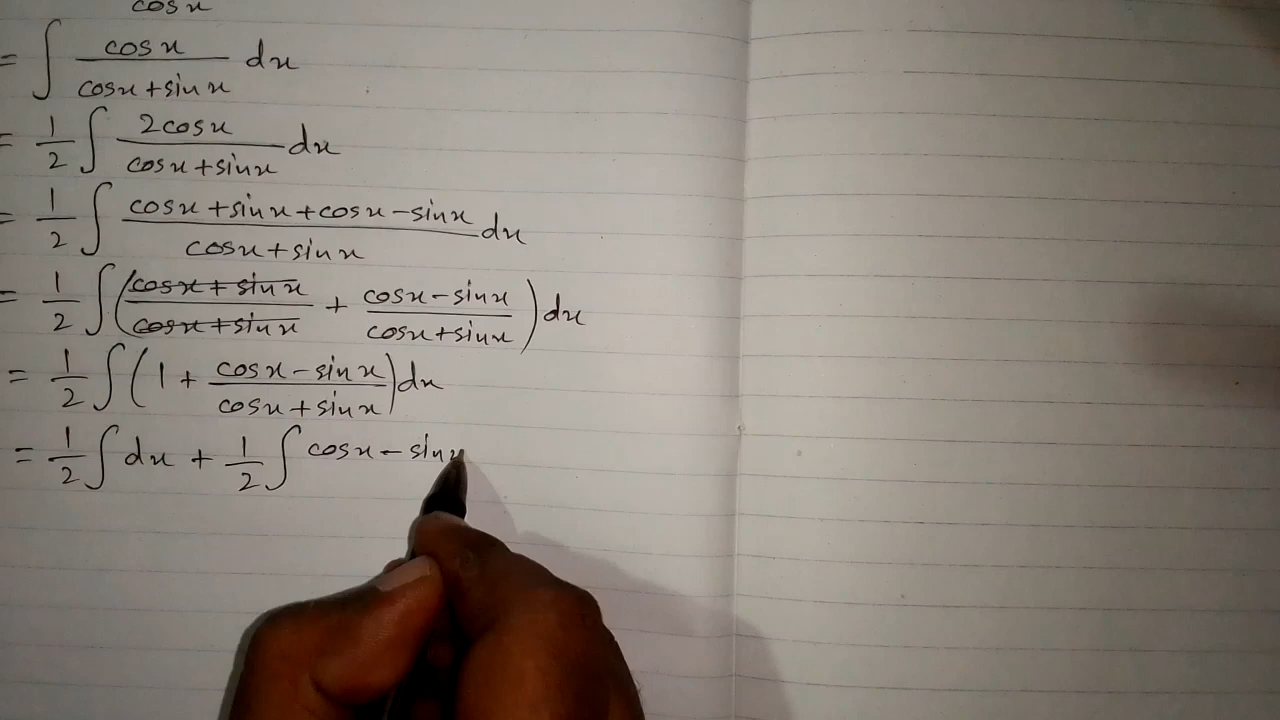 cos x
= ∫ cos x / (cos x + sin x) dx
= 1/2 ∫ 2cos x / (cos x + sin x) dx
= 1/2 ∫ (cos x + sin x + cos x - sin x) / (cos x + sin x) dx
= 1/2 ∫ ((cos x + sin x) / (cos x + sin x) + (cos x - sin x) / (cos x + sin x)) dx
= 1/2 ∫ (1 + (cos x - sin x) / (cos x + sin x)) dx
= 1/2 ∫ dx + 1/2 ∫ cos x - sin x